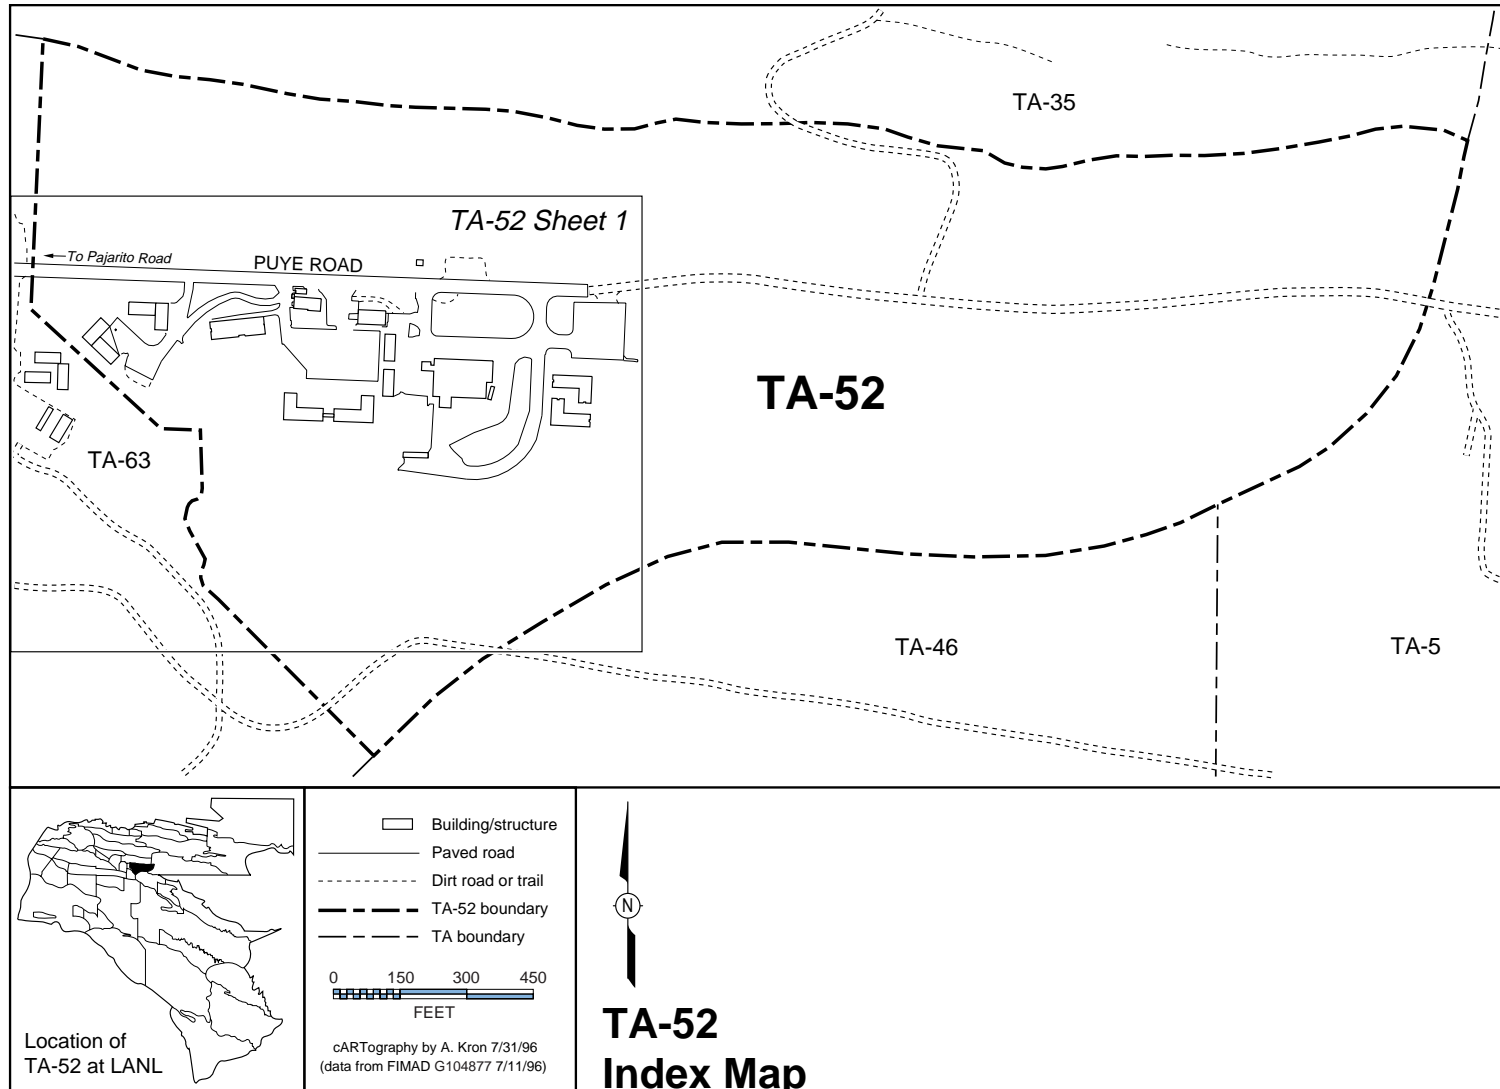 TA-35
TA-52 Sheet 1
To Pajarito Road
PUYE ROAD
TA-52
TA-63
TA-46
TA-5
Location of
TA-52 at LANL
Building/structure
Paved road
Dirt road or trail
TA-52 boundary
TA boundary
0 150 300 450
FEET
cARTography by A. Kron 7/31/96
(data from FIMAD G104877 7/11/96)
N
TA-52
Index Map